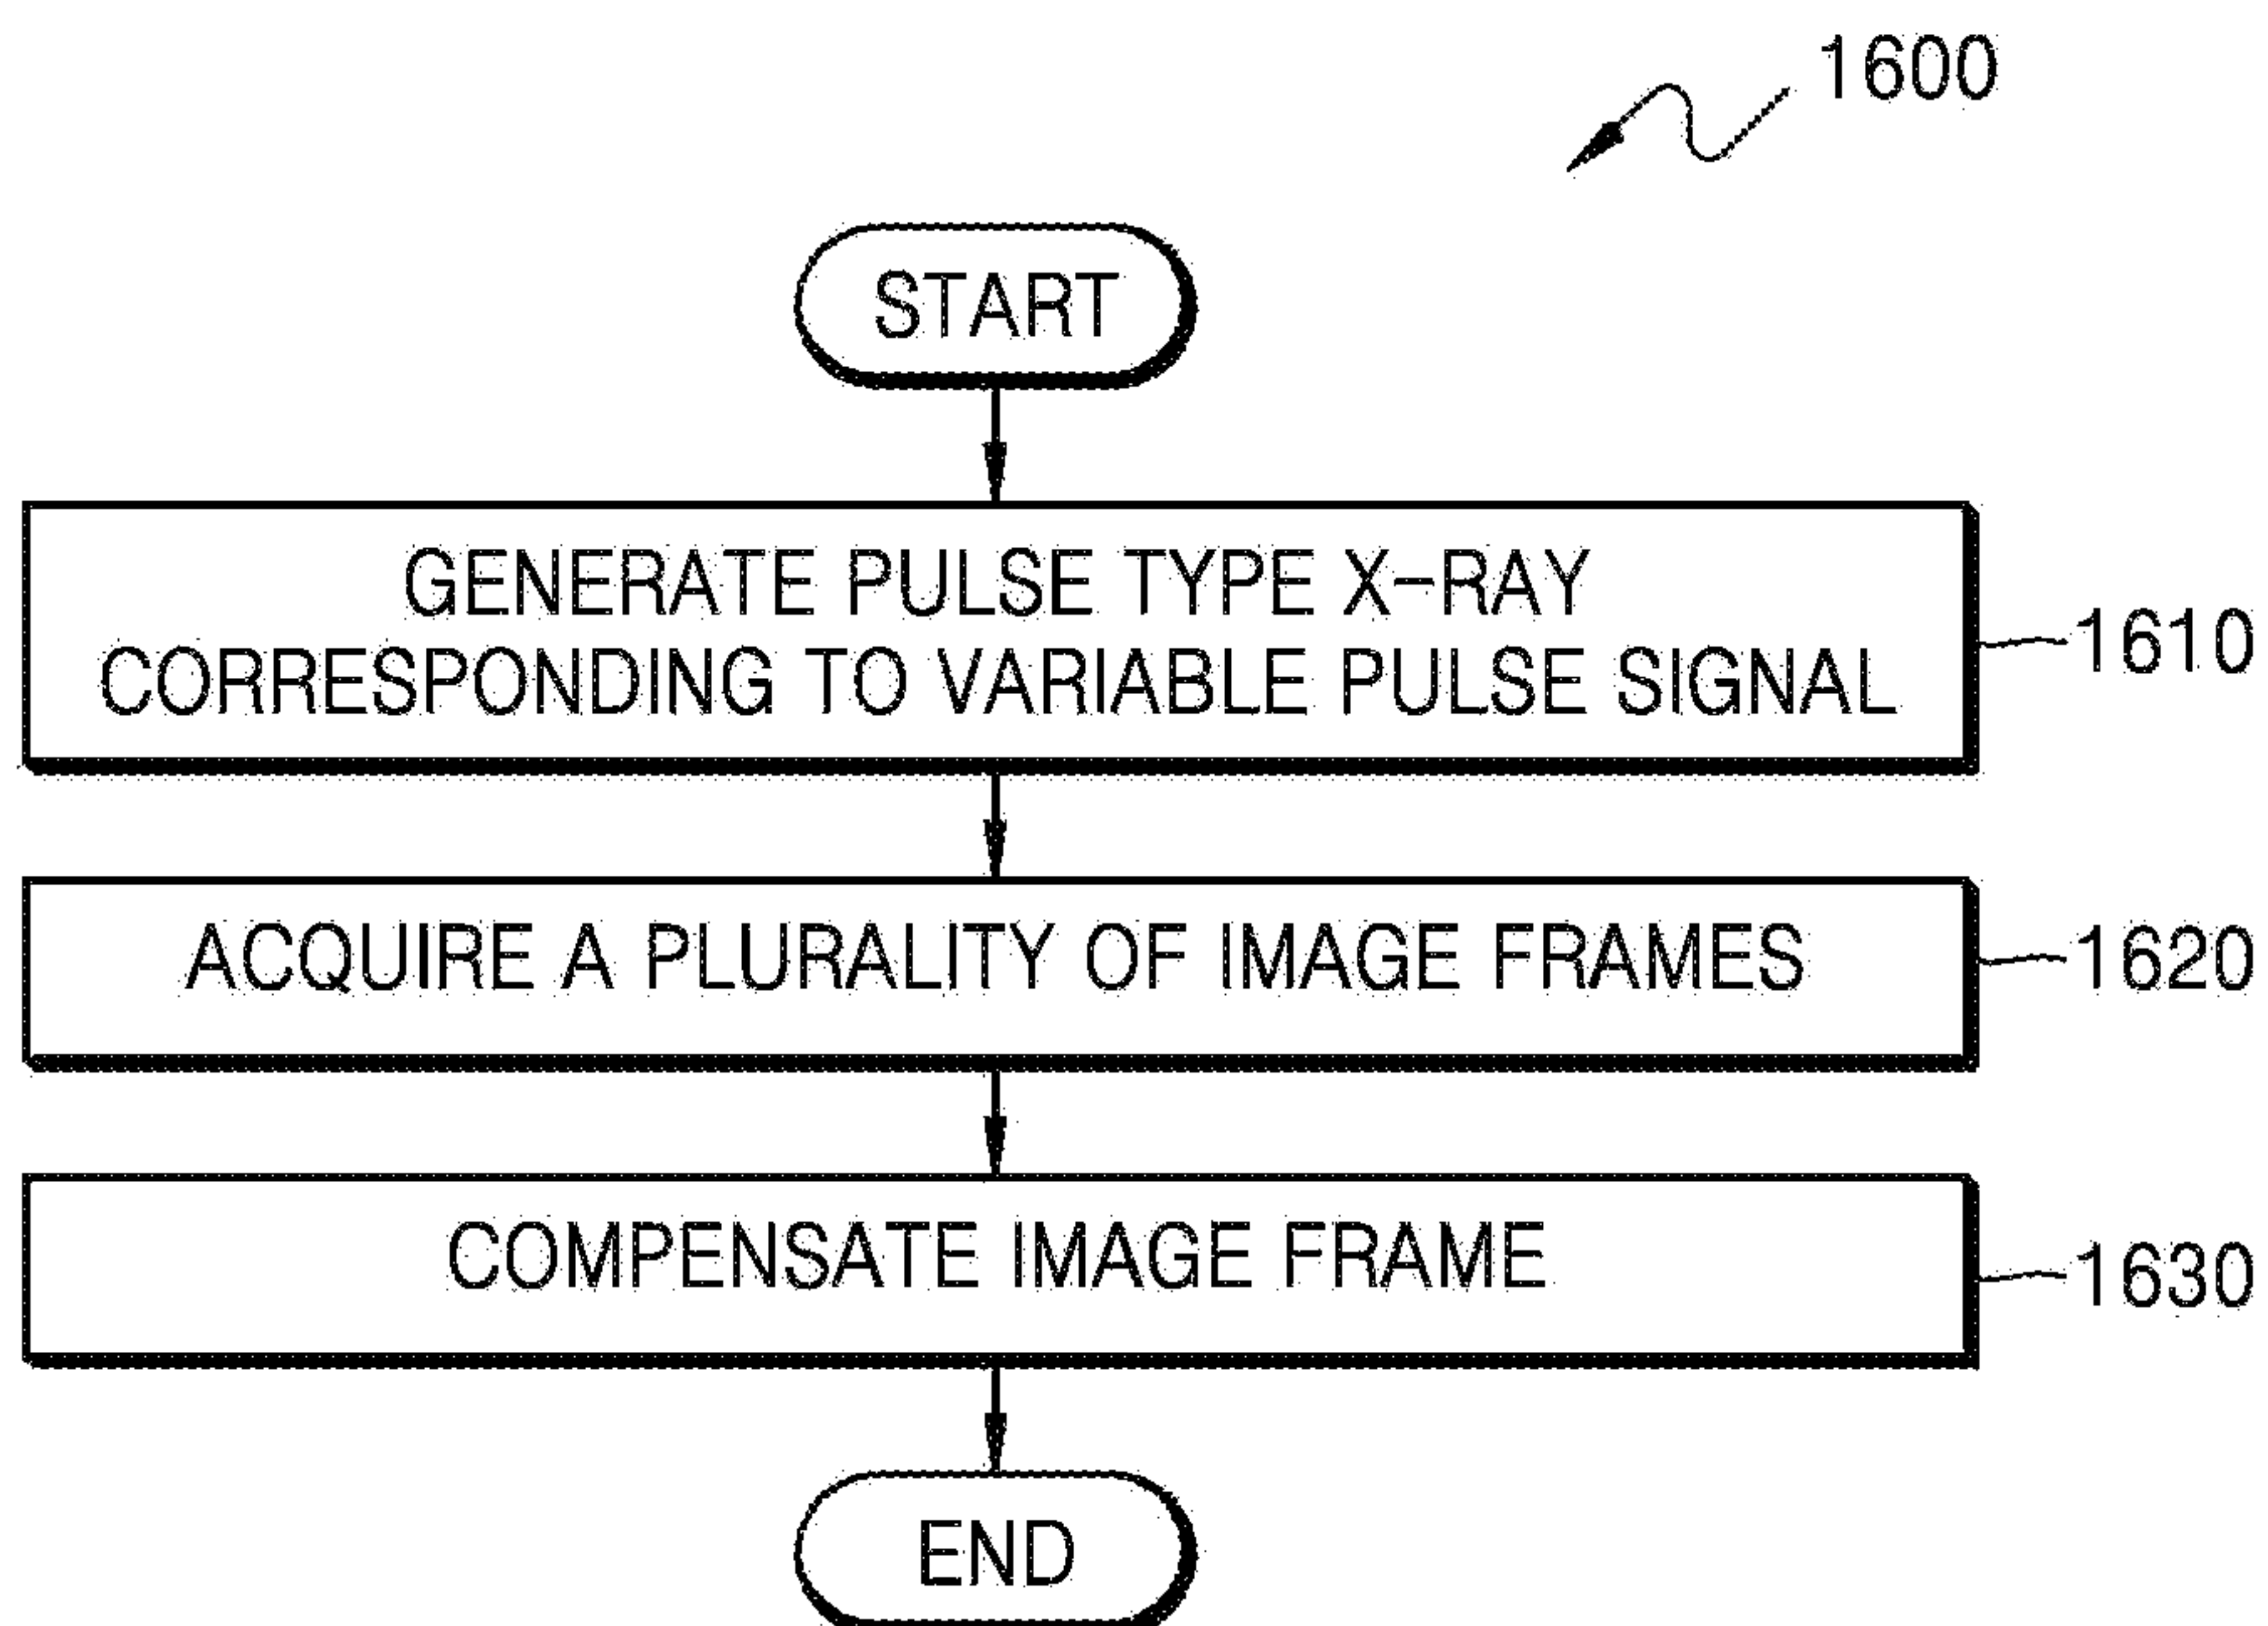 1600
START
GENERATE PULSE TYPE X-RAY
CORRESPONDING TO VARIABLE PULSE SIGNAL
1610
ACQUIRE A PLURALITY OF IMAGE FRAMES
1620
COMPENSATE IMAGE FRAME
1630
END